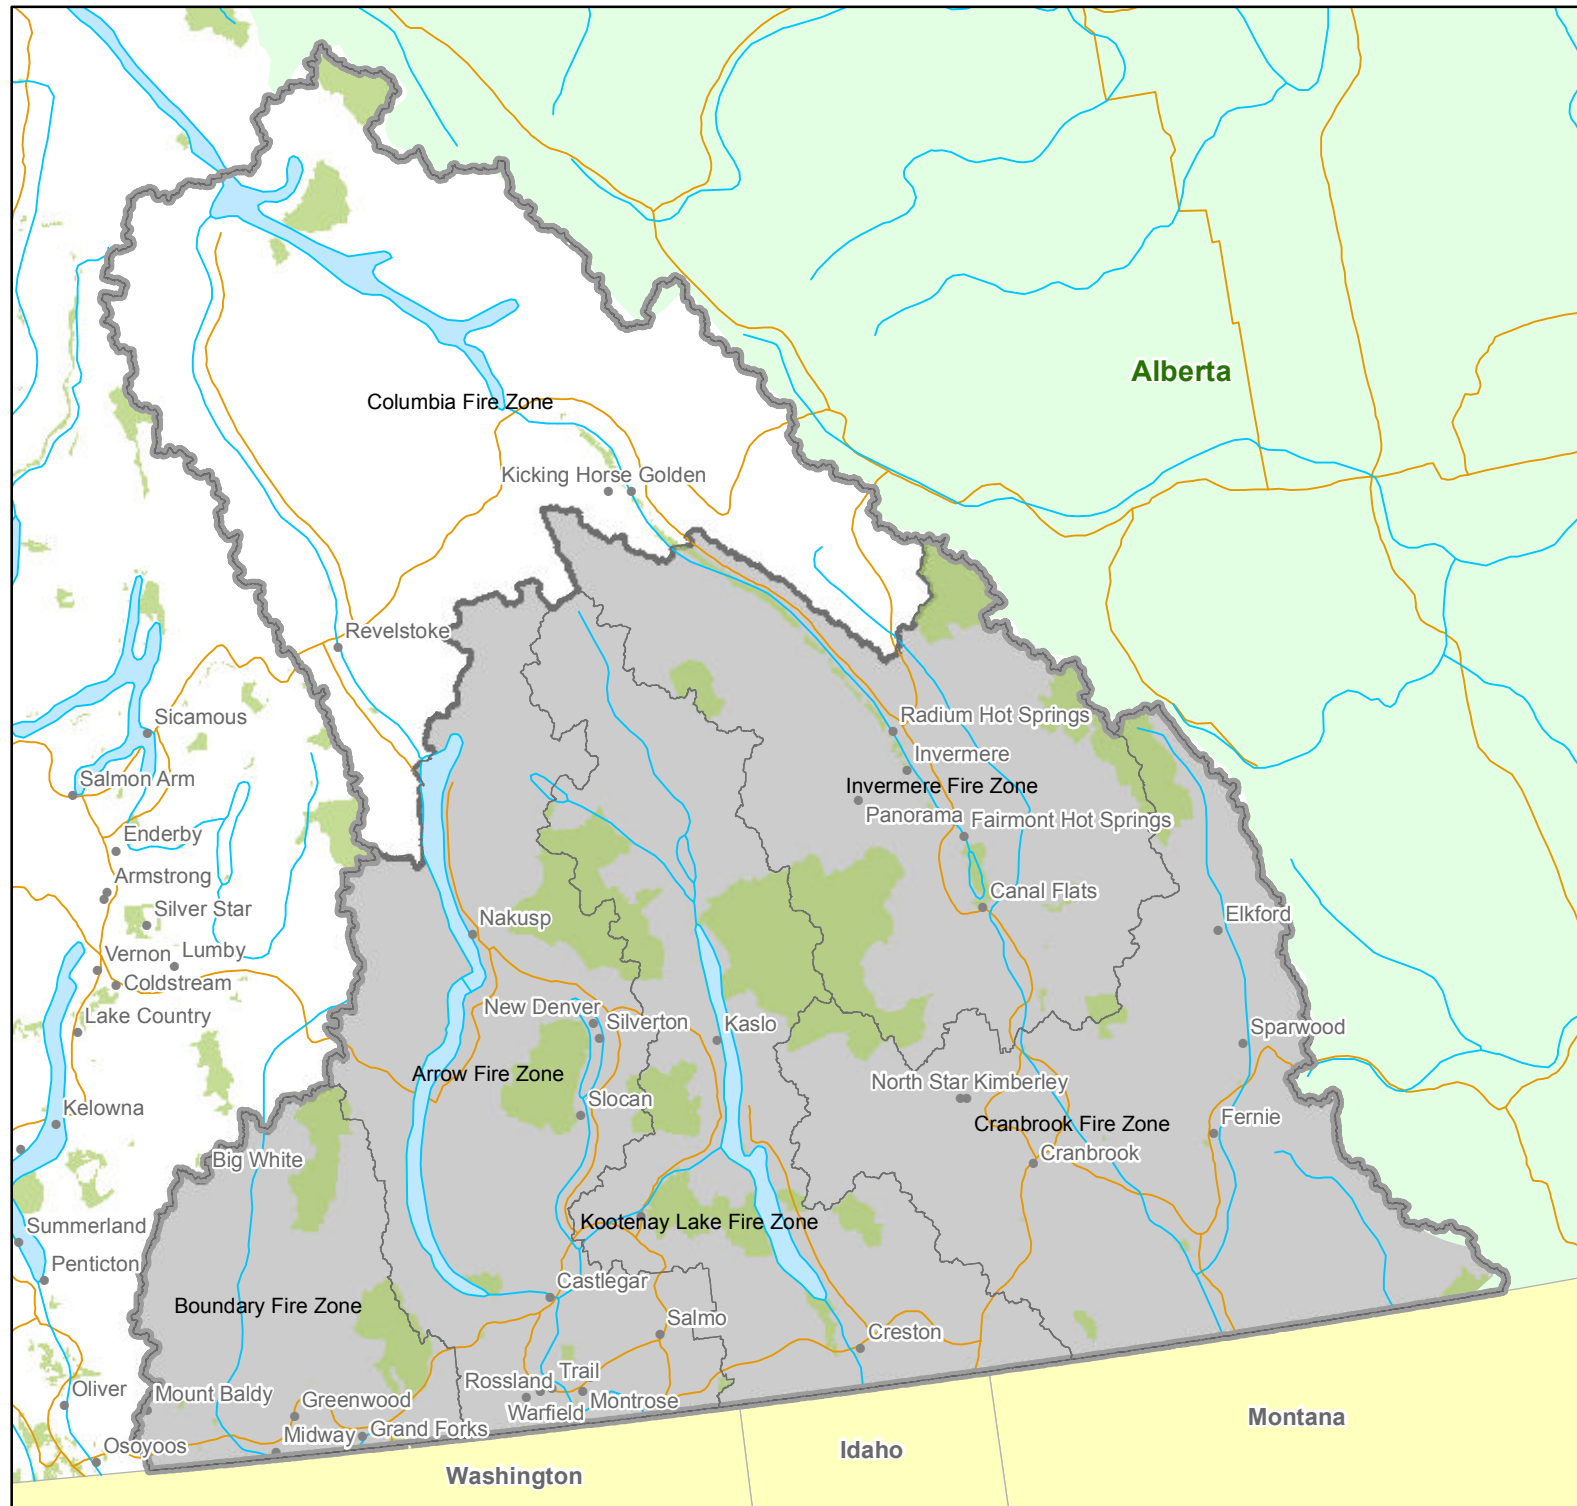 Alberta
Columbia Fire Zone
Kicking Horse
Golden
Revelstoke
Sicamous
Radium Hot Springs
Invermere
Salmon Arm
Invermere Fire Zone
Panorama
Fairmont Hot Springs
Enderby
Armstrong
Canal Flats
Silver Star
Nakusp
Elkford
Vernon
Lumby
Coldstream
New Denver
Lake Country
Silverton
Kaslo
Sparwood
Arrow Fire Zone
North Star
Kimberley
Kelowna
Slocan
Cranbrook Fire Zone
Fernie
Big White
Cranbrook
Summerland
Kootenay Lake Fire Zone
Penticton
Castlegar
Boundary Fire Zone
Salmo
Creston
Trail
Oliver
Mount Baldy
Rossland
Greenwood
Montrose
Warfield
Montana
Grand Forks
Midway
Osoyoos
Idaho
Washington